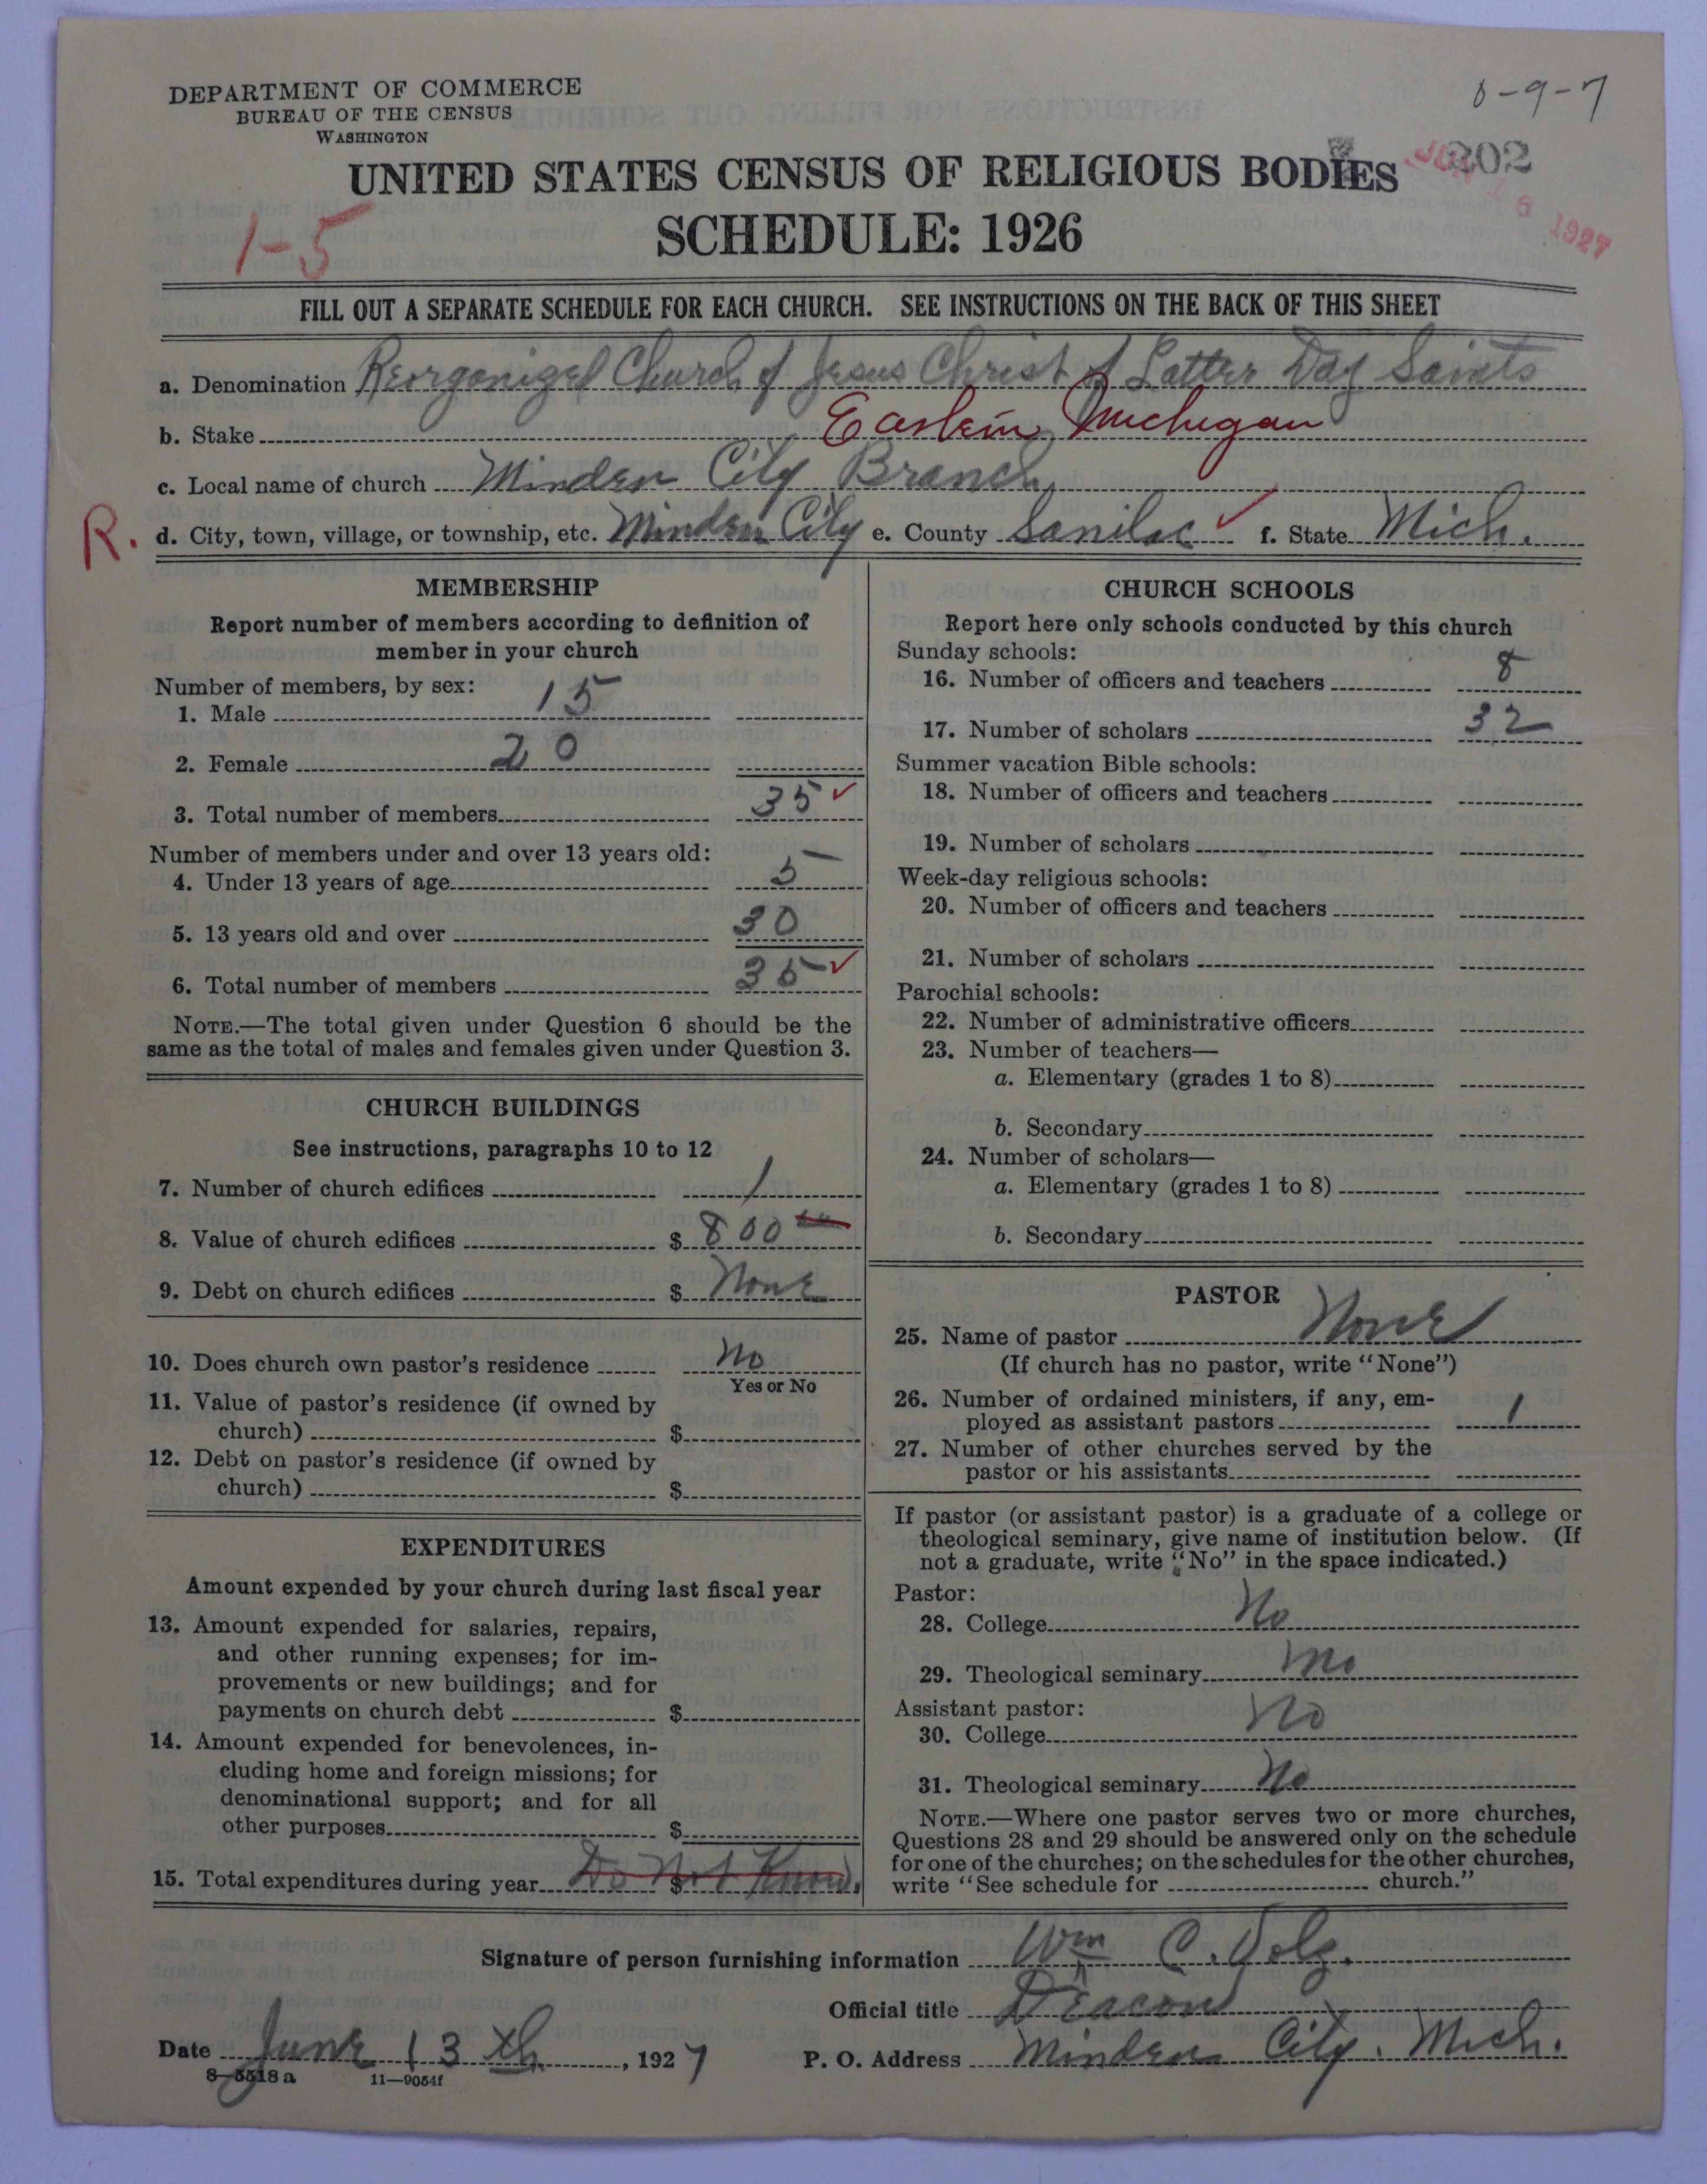 DEPARTMENT OF COMMERCE
BUREAU OF THE CENSUS
WASHINGTON
0-9-7
202
JUN 16 1927
UNITED STATES CENSUS OF RELIGIOUS BODIES
SCHEDULE: 1926
1-5
FILL OUT A SEPARATE SCHEDULE FOR EACH CHURCH. SEE INSTRUCTIONS ON THE BACK OF THIS SHEET
a. Denomination Reorganized Church of Jesus Christ of Latter Day Saints
b. Stake Eastern Michigan
c. Local name of church Minden City Branch
R. d. City, town, village, or township, etc. Minden City e. County Sanilac ✓ f. State Mich.
MEMBERSHIP
Report number of members according to definition of
member in your church
Number of members, by sex:
1. Male 15
2. Female 20
3. Total number of members 35 ✓
Number of members under and over 13 years old:
4. Under 13 years of age 5
5. 13 years old and over 30
6. Total number of members 35 ✓
NOTE.—The total given under Question 6 should be the
same as the total of males and females given under Question 3.
CHURCH BUILDINGS
See instructions, paragraphs 10 to 12
7. Number of church edifices 1
8. Value of church edifices $ 800
9. Debt on church edifices $ None
10. Does church own pastor's residence No
Yes or No
11. Value of pastor's residence (if owned by
church) $
12. Debt on pastor's residence (if owned by
church) $
EXPENDITURES
Amount expended by your church during last fiscal year
13. Amount expended for salaries, repairs,
and other running expenses; for im-
provements or new buildings; and for
payments on church debt $
14. Amount expended for benevolences, in-
cluding home and foreign missions; for
denominational support; and for all
other purposes $
15. Total expenditures during year $ Do Not Know.
CHURCH SCHOOLS
Report here only schools conducted by this church
Sunday schools:
16. Number of officers and teachers 8
17. Number of scholars 32
Summer vacation Bible schools:
18. Number of officers and teachers
19. Number of scholars
Week-day religious schools:
20. Number of officers and teachers
21. Number of scholars
Parochial schools:
22. Number of administrative officers
23. Number of teachers—
a. Elementary (grades 1 to 8)
b. Secondary
24. Number of scholars—
a. Elementary (grades 1 to 8)
b. Secondary
PASTOR
25. Name of pastor None
(If church has no pastor, write "None")
26. Number of ordained ministers, if any, em-
ployed as assistant pastors 1
27. Number of other churches served by the
pastor or his assistants
If pastor (or assistant pastor) is a graduate of a college or
theological seminary, give name of institution below. (If
not a graduate, write "No" in the space indicated.)
Pastor:
28. College No
29. Theological seminary No
Assistant pastor:
30. College No
31. Theological seminary No
NOTE.—Where one pastor serves two or more churches,
Questions 28 and 29 should be answered only on the schedule
for one of the churches; on the schedules for the other churches,
write "See schedule for church."
Signature of person furnishing information Wm C. Volz.
Official title Deacon
Date June 13th, 1927 P. O. Address Minden City. Mich.
8—5518 a 11—9054f